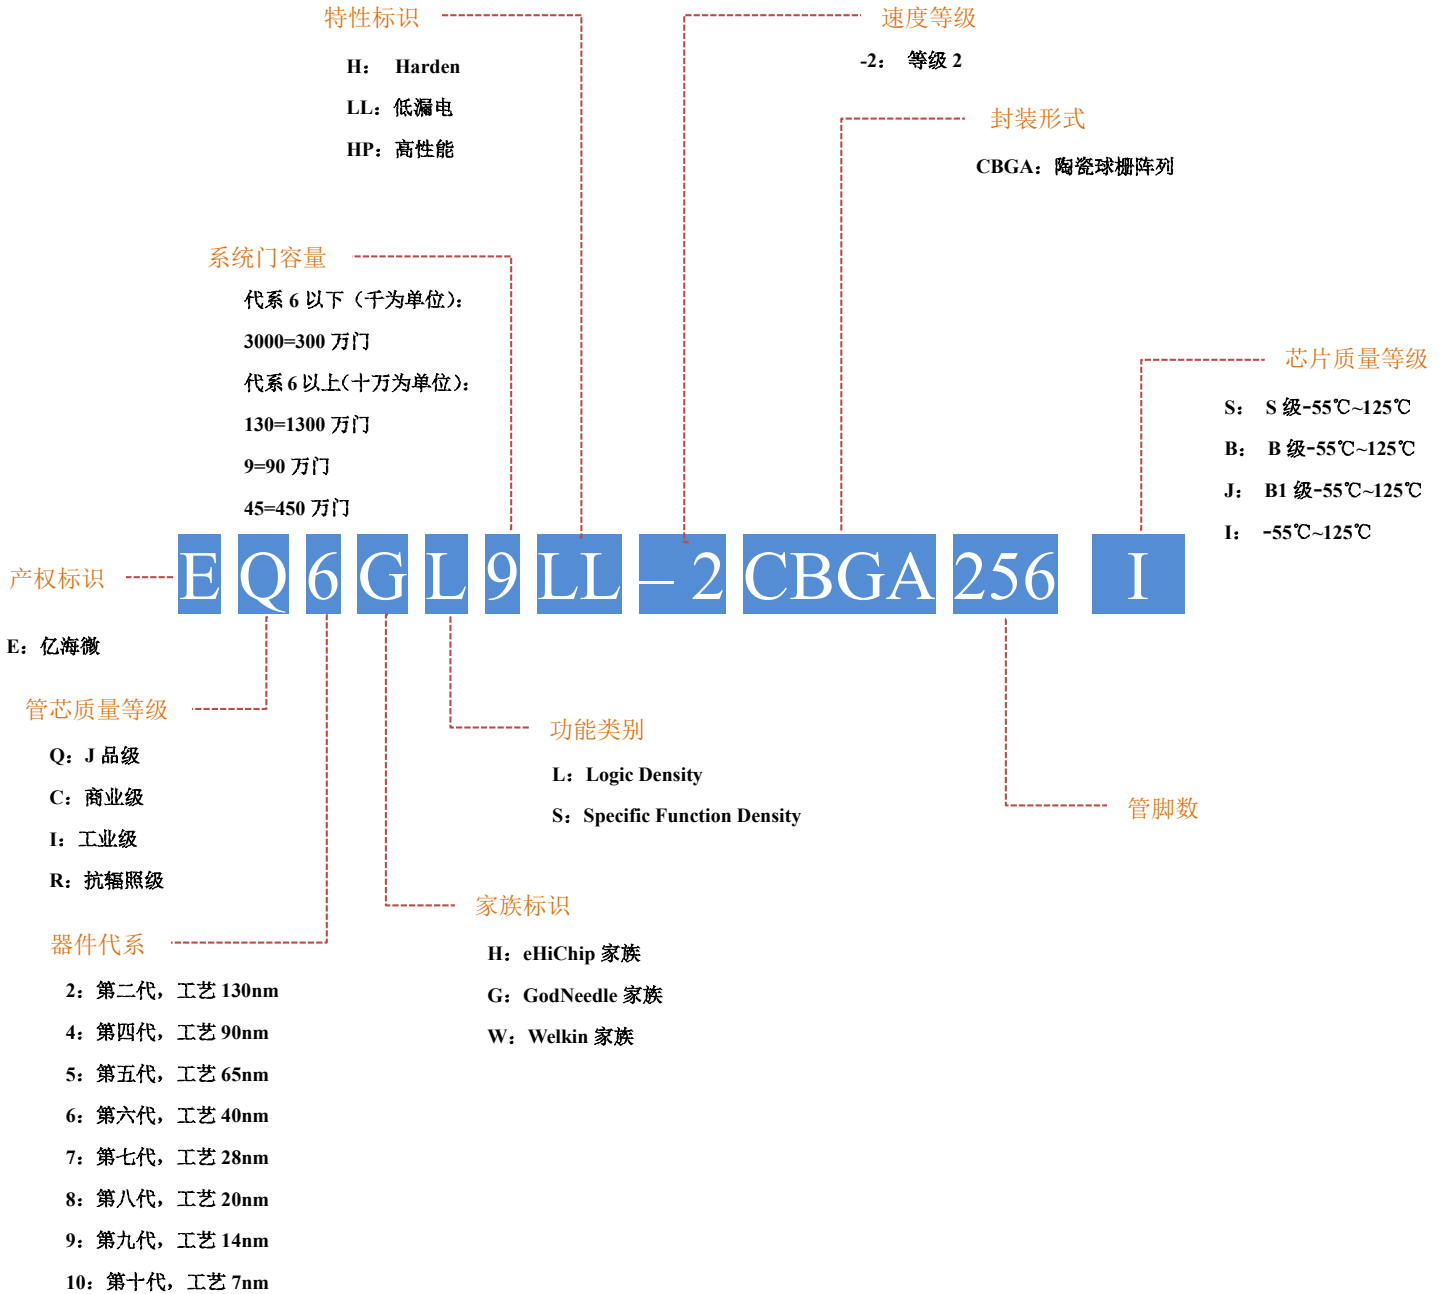 特性标识
H： Harden
LL：低漏电
HP：高性能
速度等级
-2： 等级 2
封装形式
CBGA：陶瓷球栅阵列
系统门容量
代系 6 以下（千为单位）：
3000=300 万门
代系 6 以上（十万为单位）：
130=1300 万门
9=90 万门
45=450 万门
芯片质量等级
S： S 级-55℃~125℃
B： B 级-55℃~125℃
J： B1 级-55℃~125℃
I： -55℃~125℃
产权标识
E Q 6 G L 9 LL –2 CBGA 256 I
E：亿海微
管芯质量等级
Q：J 品级
C：商业级
I：工业级
R：抗辐照级
功能类别
L：Logic Density
S：Specific Function Density
管脚数
家族标识
H：eHiChip 家族
G：GodNeedle 家族
W：Welkin 家族
器件代系
2：第二代，工艺 130nm
4：第四代，工艺 90nm
5：第五代，工艺 65nm
6：第六代，工艺 40nm
7：第七代，工艺 28nm
8：第八代，工艺 20nm
9：第九代，工艺 14nm
10：第十代，工艺 7nm